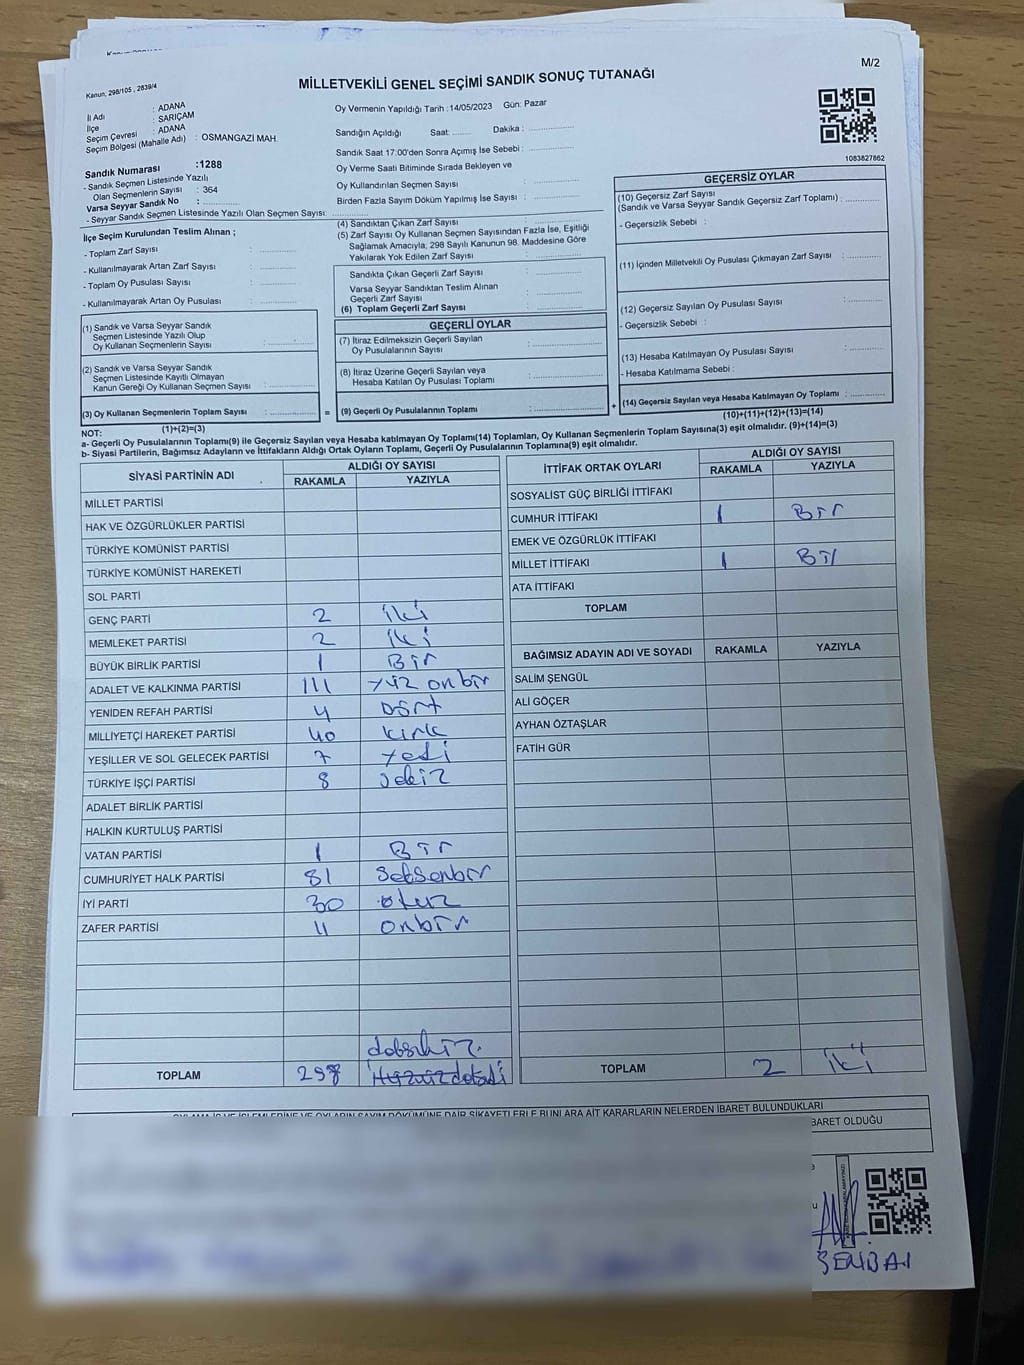 M/2
MİLLETVEKİLİ GENEL SEÇİMİ SANDIK SONUÇ TUTANAĞI
Kanun, 298/105 , 2839/4
İl Adı : ADANA
İlçe : SARIÇAM
Seçim Çevresi : ADANA
Seçim Bölgesi (Mahalle Adı) : OSMANGAZİ MAH.
Sandık Numarası :1288
- Sandık Seçmen Listesinde Yazılı
Olan Seçmenlerin Sayısı : 364
Varsa Seyyar Sandık No : ..............
- Seyyar Sandık Seçmen Listesinde Yazılı Olan Seçmen Sayısı: ..............
Oy Vermenin Yapıldığı Tarih :14/05/2023 Gün: Pazar
Sandığın Açıldığı Saat: ....... Dakika : ..............
Sandık Saat 17:00'den Sonra Açımış İse Sebebi : ..............
Oy Verme Saati Bitiminde Sırada Bekleyen ve
Oy Kullandırılan Seçmen Sayısı : ..............
Birden Fazla Sayım Döküm Yapılmış İse Sayısı : ..............
1083827862
İlçe Seçim Kurulundan Teslim Alınan ;
- Toplam Zarf Sayısı : ..............
- Kullanılmayarak Artan Zarf Sayısı : ..............
- Toplam Oy Pusulası Sayısı : ..............
- Kullanılmayarak Artan Oy Pusulası : ..............
(4) Sandıktan Çıkan Zarf Sayısı : ..............
(5) Zarf Sayısı Oy Kullanan Seçmen Sayısından Fazla İse, Eşitliği
Sağlamak Amacıyla, 298 Sayılı Kanunun 98. Maddesine Göre
Yakılarak Yok Edilen Zarf Sayısı : ..............
Sandıkta Çıkan Geçerli Zarf Sayısı : ..............
Varsa Seyyar Sandıktan Teslim Alınan
Geçerli Zarf Sayısı : ..............
(6) Toplam Geçerli Zarf Sayısı : ..............
GEÇERSİZ OYLAR
(10) Geçersiz Zarf Sayısı
(Sandık ve Varsa Seyyar Sandık Geçersiz Zarf Toplamı) : ..............
- Geçersizlik Sebebi :
(11) İçinden Milletvekili Oy Pusulası Çıkmayan Zarf Sayısı : ..............
(12) Geçersiz Sayılan Oy Pusulası Sayısı : ..............
- Geçersizlik Sebebi :
(13) Hesaba Katılmayan Oy Pusulası Sayısı : ..............
- Hesaba Katılmama Sebebi :
(14) Geçersiz Sayılan veya Hesaba Katılmayan Oy Toplamı : ..............
(10)+(11)+(12)+(13)=(14)
(1) Sandık ve Varsa Seyyar Sandık
Seçmen Listesinde Yazılı Olup
Oy Kullanan Seçmenlerin Sayısı : ..............
(2) Sandık ve Varsa Seyyar Sandık
Seçmen Listesinde Kayıtlı Olmayan
Kanun Gereği Oy Kullanan Seçmen Sayısı : ..............
(3) Oy Kullanan Seçmenlerin Toplam Sayısı : .............. =
(1)+(2)=(3)
GEÇERLİ OYLAR
(7) İtiraz Edilmeksizin Geçerli Sayılan
Oy Pusulalarının Sayısı : ..............
(8) İtiraz Üzerine Geçerli Sayılan veya
Hesaba Katılan Oy Pusulası Toplamı : ..............
(9) Geçerli Oy Pusulalarının Toplamı : .............. +
NOT:
a- Geçerli Oy Pusulalarının Toplamı(9) ile Geçersiz Sayılan veya Hesaba katılmayan Oy Toplamı(14) Toplamları, Oy Kullanan Seçmenlerin Toplam Sayısına(3) eşit olmalıdır. (9)+(14)=(3)
b- Siyasi Partilerin, Bağımsız Adayların ve İttifakların Aldığı Ortak Oyların Toplamı, Geçerli Oy Pusulalarının Toplamına(9) eşit olmalıdır.
SİYASİ PARTİNİN ADI ALDIĞI OY SAYISI
RAKAMLA YAZIYLA
MİLLET PARTİSİ
HAK VE ÖZGÜRLÜKLER PARTİSİ
TÜRKİYE KOMÜNİST PARTİSİ
TÜRKİYE KOMÜNİST HAREKETİ
SOL PARTİ
GENÇ PARTİ 2 iki
MEMLEKET PARTİSİ 2 iki
BÜYÜK BİRLİK PARTİSİ 1 Bir
ADALET VE KALKINMA PARTİSİ 111 yüz onbir
YENİDEN REFAH PARTİSİ 4 Dört
MİLLİYETÇİ HAREKET PARTİSİ 40 kırk
YEŞİLLER VE SOL GELECEK PARTİSİ 7 yedi
TÜRKİYE İŞÇİ PARTİSİ 8 sekiz
ADALET BİRLİK PARTİSİ
HALKIN KURTULUŞ PARTİSİ
VATAN PARTİSİ 1 Bir
CUMHURİYET HALK PARTİSİ 81 Seksenbir
İYİ PARTİ 30 otuz
ZAFER PARTİSİ 11 onbir
TOPLAM 298
İTTİFAK ORTAK OYLARI ALDIĞI OY SAYISI
RAKAMLA YAZIYLA
SOSYALİST GÜÇ BİRLİĞİ İTTİFAKI
CUMHUR İTTİFAKI 1 Bir
EMEK VE ÖZGÜRLÜK İTTİFAKI
MİLLET İTTİFAKI 1 Bir
ATA İTTİFAKI
TOPLAM
BAĞIMSIZ ADAYIN ADI VE SOYADI RAKAMLA YAZIYLA
SALİM ŞENGÜL
ALİ GÖÇER
AYHAN ÖZTAŞLAR
FATİH GÜR
TOPLAM 2 iki
OYLAMA İŞ VE İŞLEMLERİNE VE OYLARIN SAYIM DÖKÜMÜNE DAİR ŞİKAYETLERLE BUNLARA AİT KARARLARIN NELERDEN İBARET BULUNDUKLARI
BARET OLDUĞU